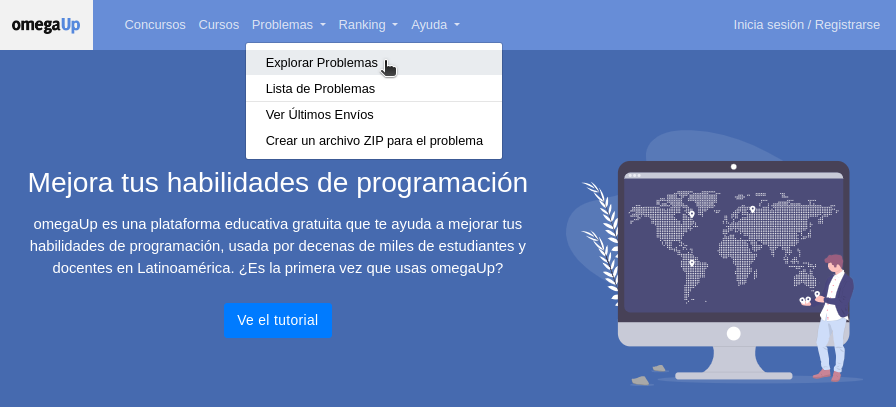 omegaUp Concursos Cursos Problemas Ranking Ayuda Inicia sesión / Registrarse
Explorar Problemas
Lista de Problemas
Ver Últimos Envíos
Crear un archivo ZIP para el problema
Mejora tus habilidades de programación
omegaUp es una plataforma educativa gratuita que te ayuda a mejorar tus
habilidades de programación, usada por decenas de miles de estudiantes y
docentes en Latinoamérica. ¿Es la primera vez que usas omegaUp?
Ve el tutorial